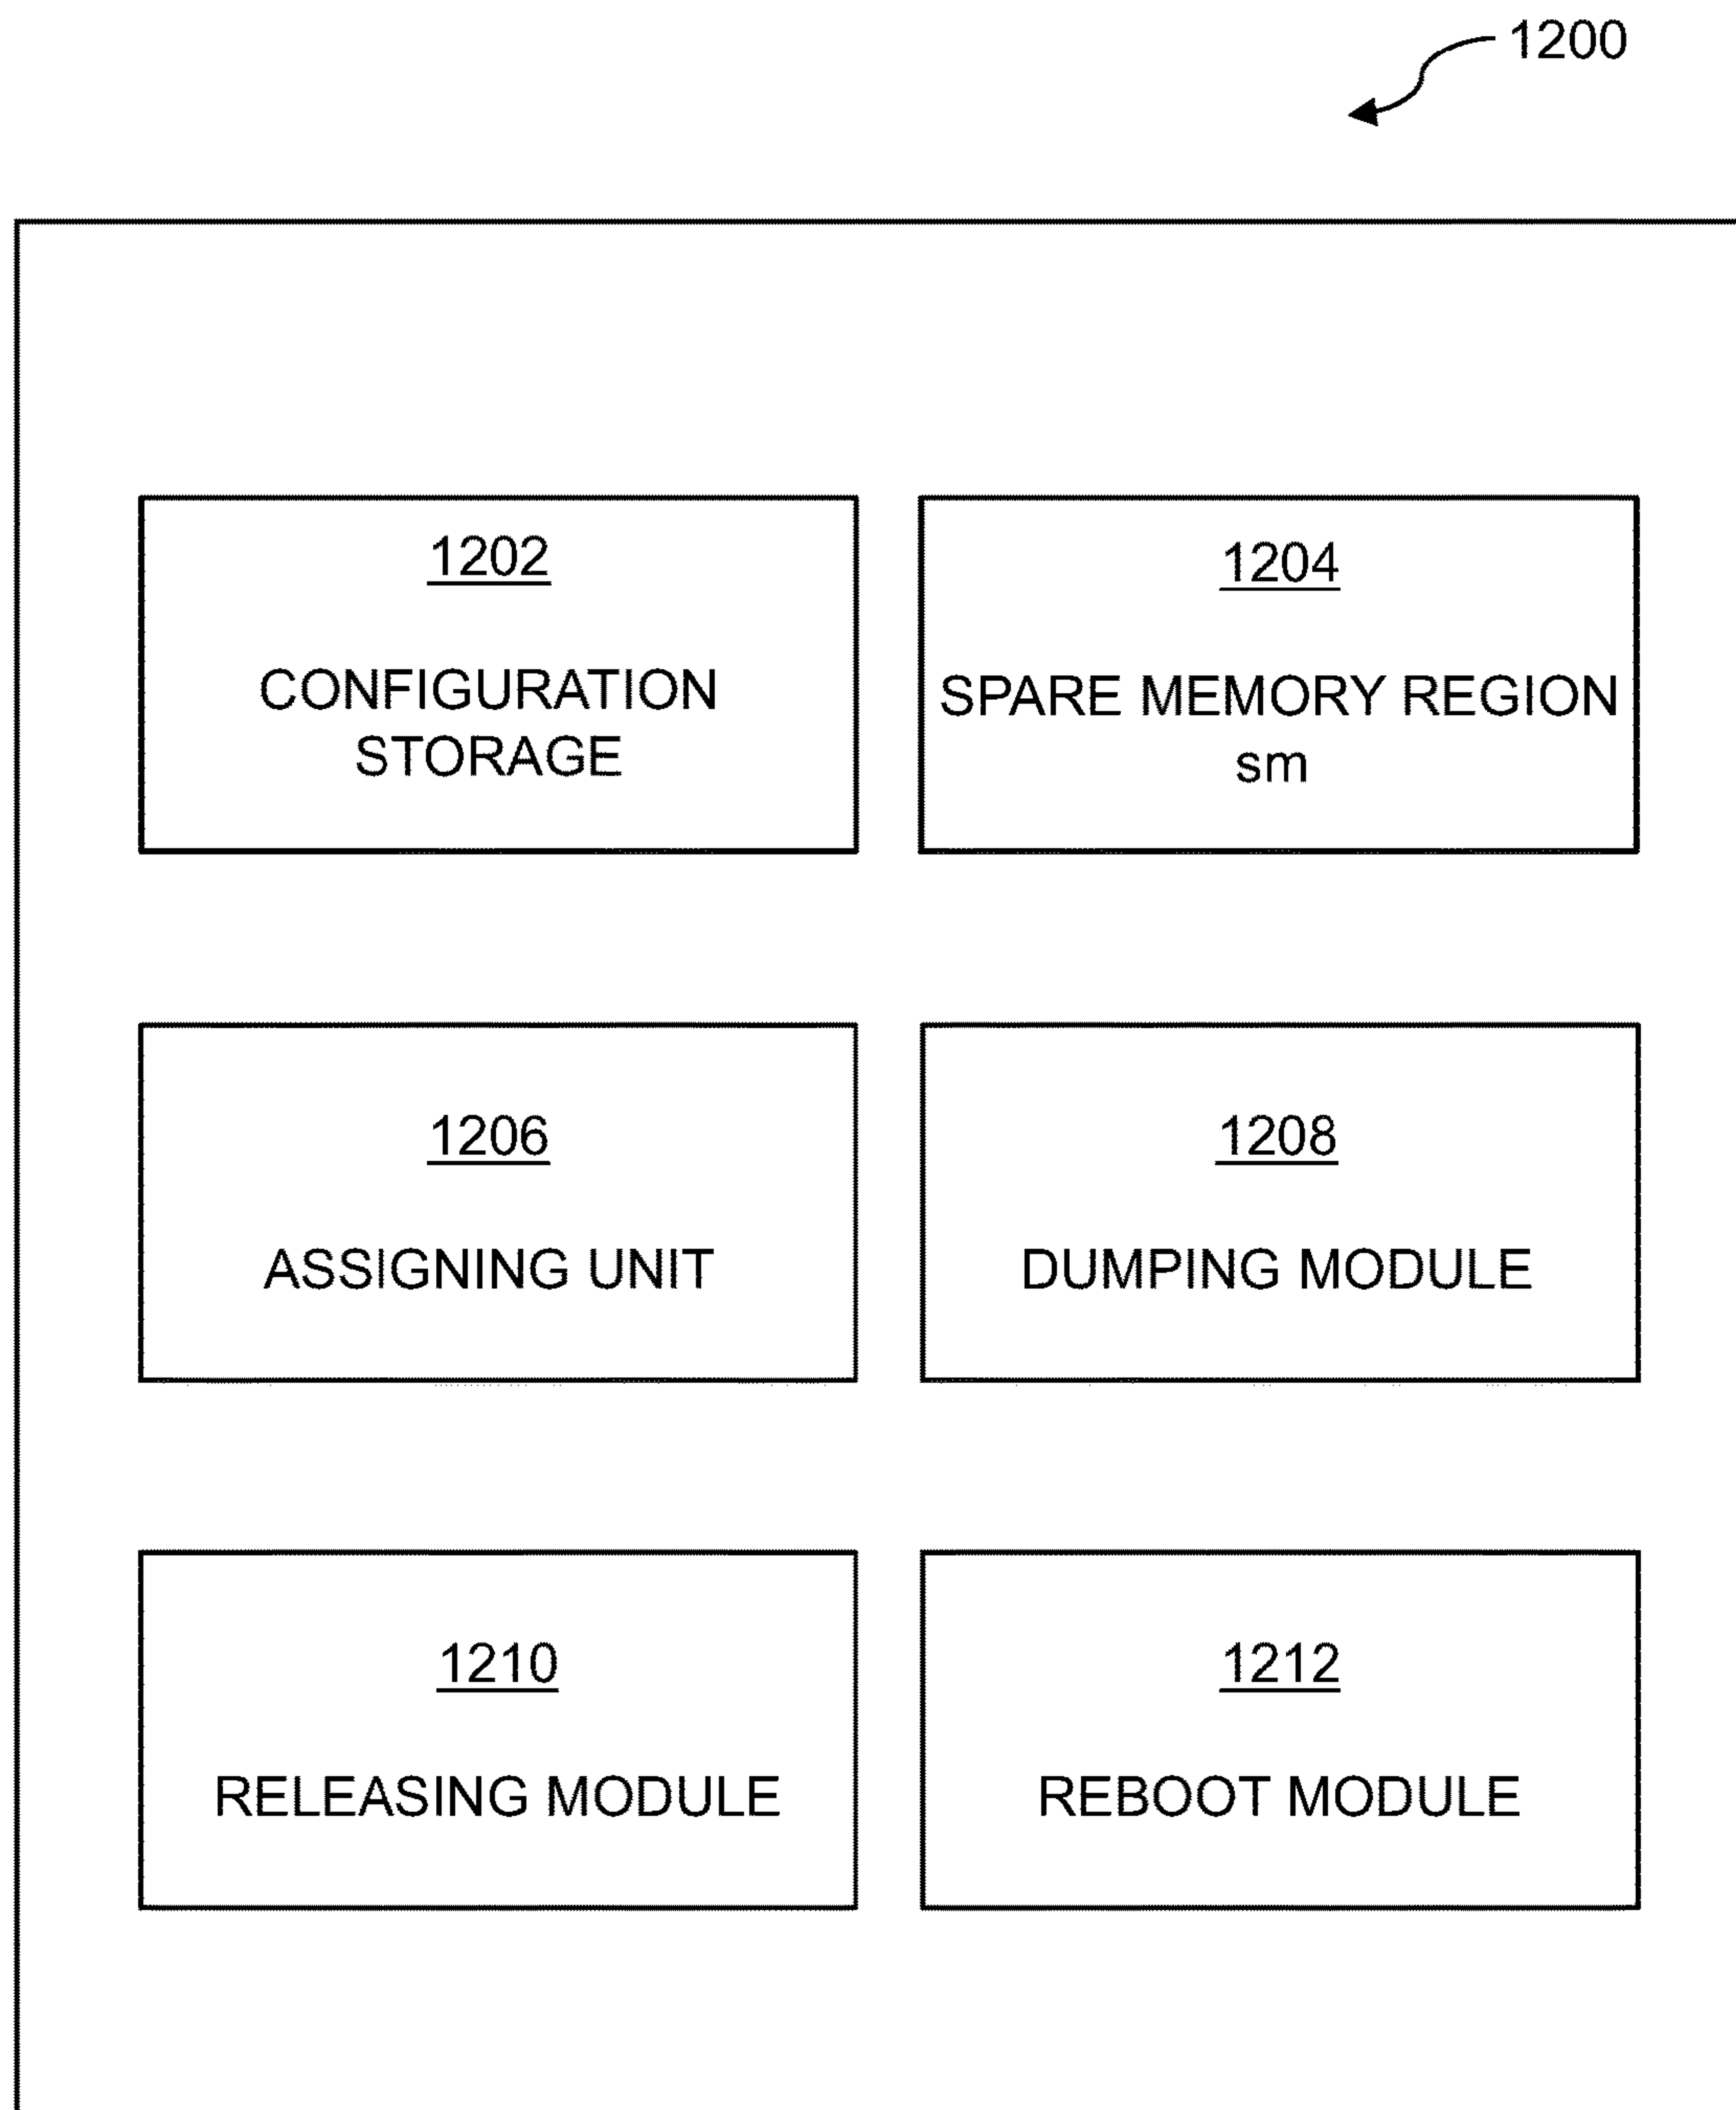 1200
1202
CONFIGURATION
STORAGE
1204
SPARE MEMORY REGION
sm
1206
ASSIGNING UNIT
1208
DUMPING MODULE
1210
RELEASING MODULE
1212
REBOOT MODULE